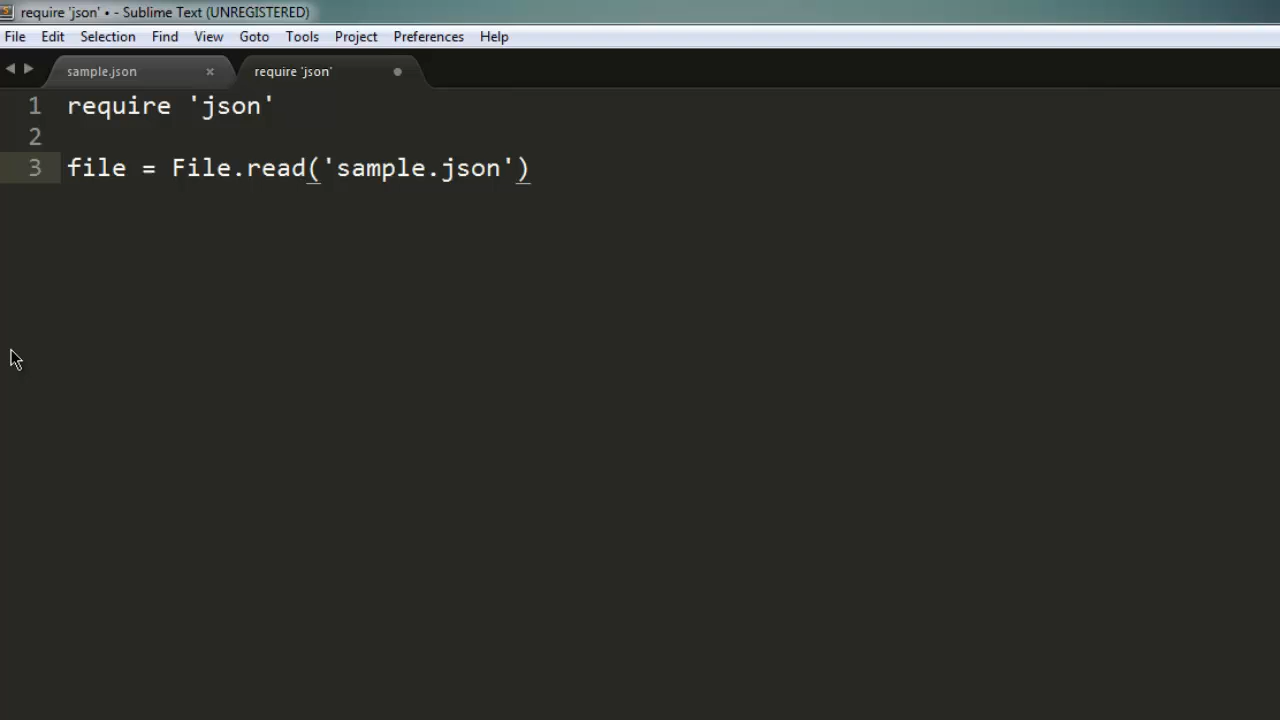 require 'json' • - Sublime Text (UNREGISTERED)
File Edit Selection Find View Goto Tools Project Preferences Help
sample.json × require 'json'
1 require 'json'
2
3 file = File.read('sample.json')